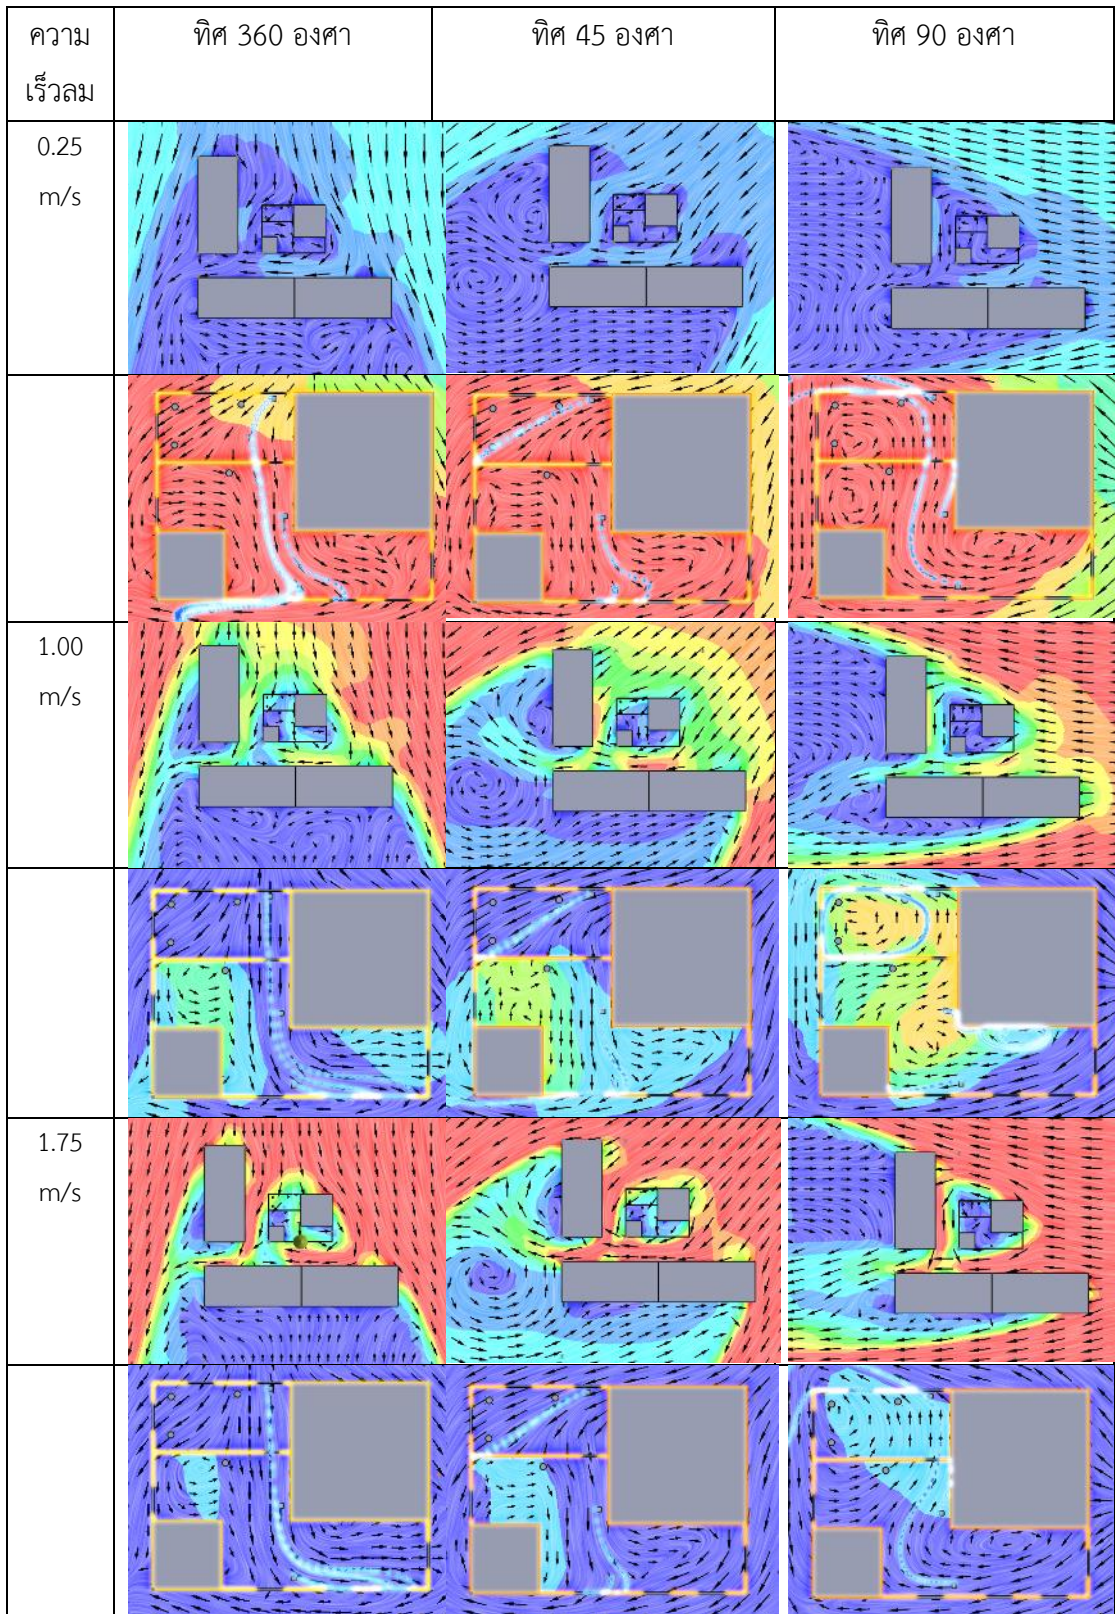 ความ
เร็วลม
ทิศ 360 องศา
ทิศ 45 องศา
ทิศ 90 องศา
0.25
m/s
1.00
m/s
1.75
m/s